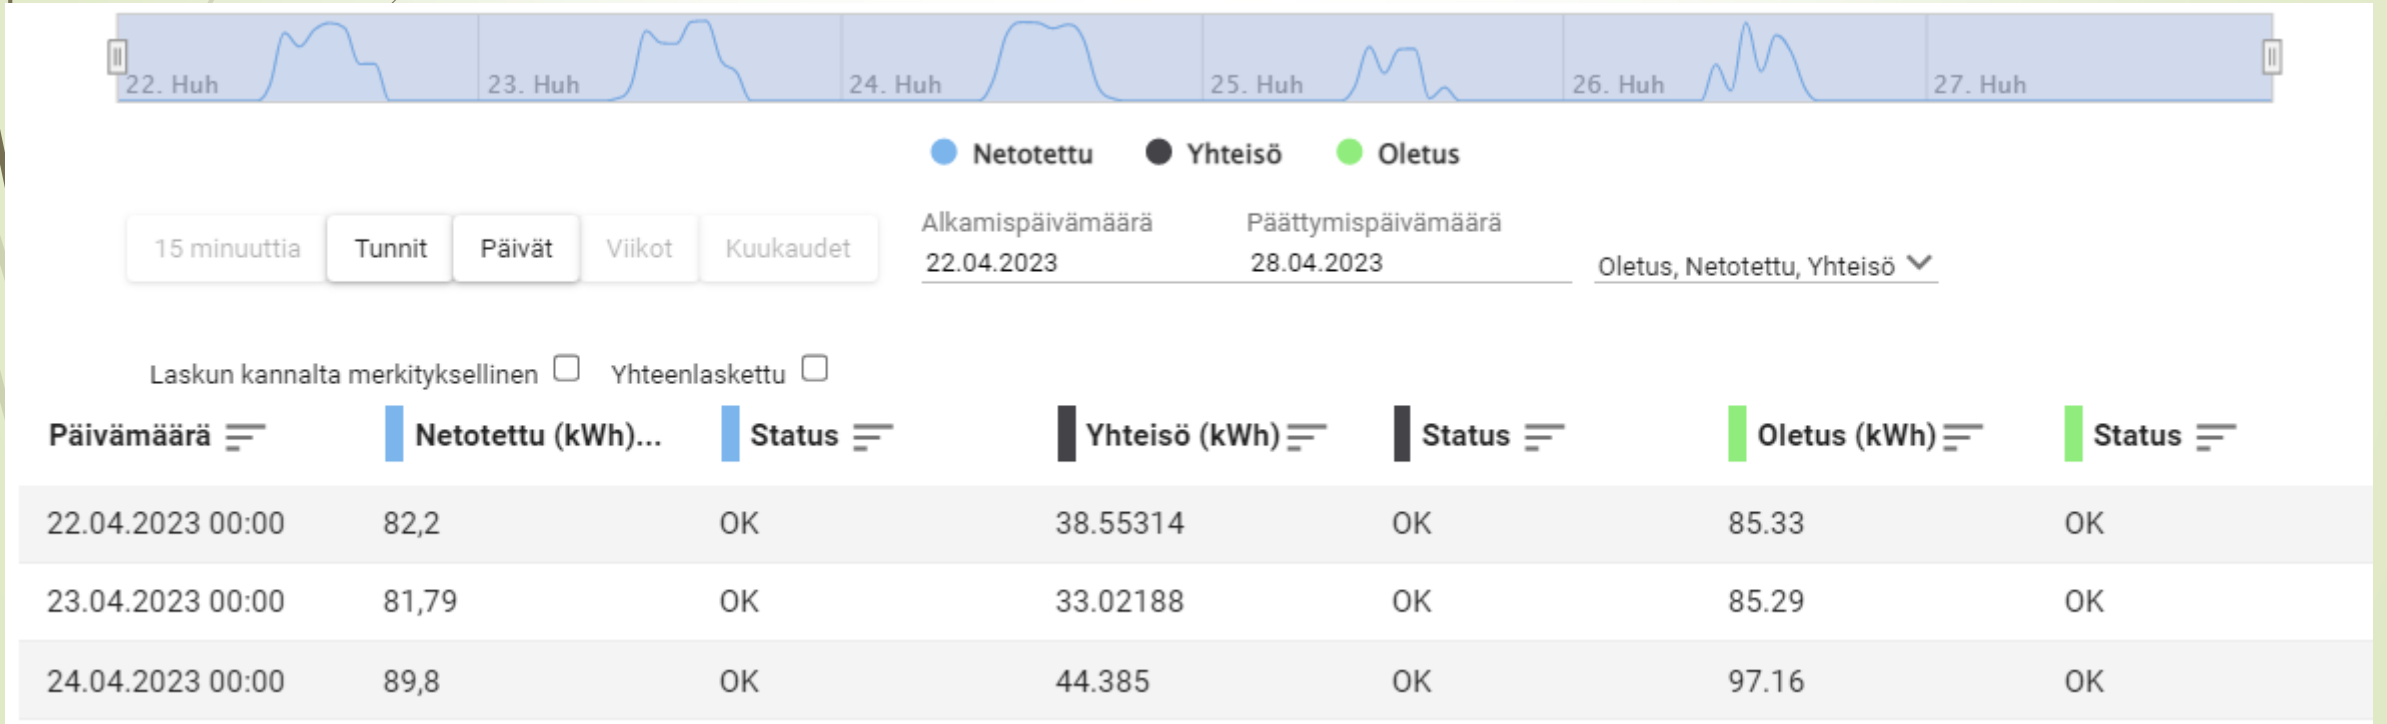 22. Huh 23. Huh 24. Huh 25. Huh 26. Huh 27. Huh
Netotettu Yhteisö Oletus
Alkamispäivämäärä Päättymispäivämäärä
15 minuuttia Tunnit Päivät Viikot Kuukaudet 22.04.2023 28.04.2023 Oletus, Netotettu, Yhteisö
Laskun kannalta merkityksellinen Yhteenlaskettu
Päivämäärä Netotettu (kWh)... Status Yhteisö (kWh) Status Oletus (kWh) Status
22.04.2023 00:00 82,2 OK 38.55314 OK 85.33 OK
23.04.2023 00:00 81,79 OK 33.02188 OK 85.29 OK
24.04.2023 00:00 89,8 OK 44.385 OK 97.16 OK